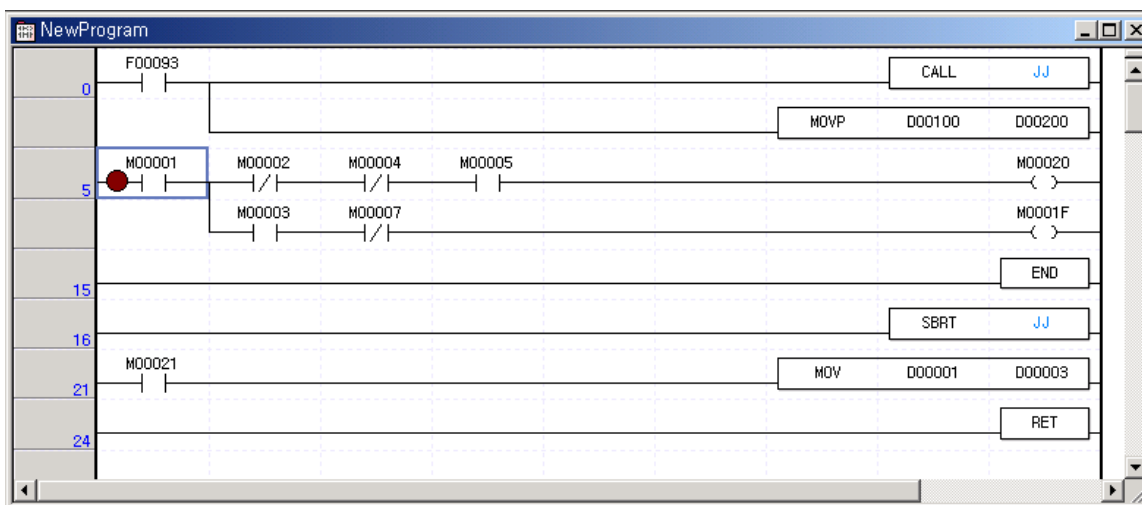 NewProgram
F00093
0
CALL JJ
MOVP D00100 D00200
M00001 M00002 M00004 M00005 M00020
5
M00003 M00007 M0001F
END
15
SBRT JJ
16
M00021
MOV D00001 D00003
21
RET
24